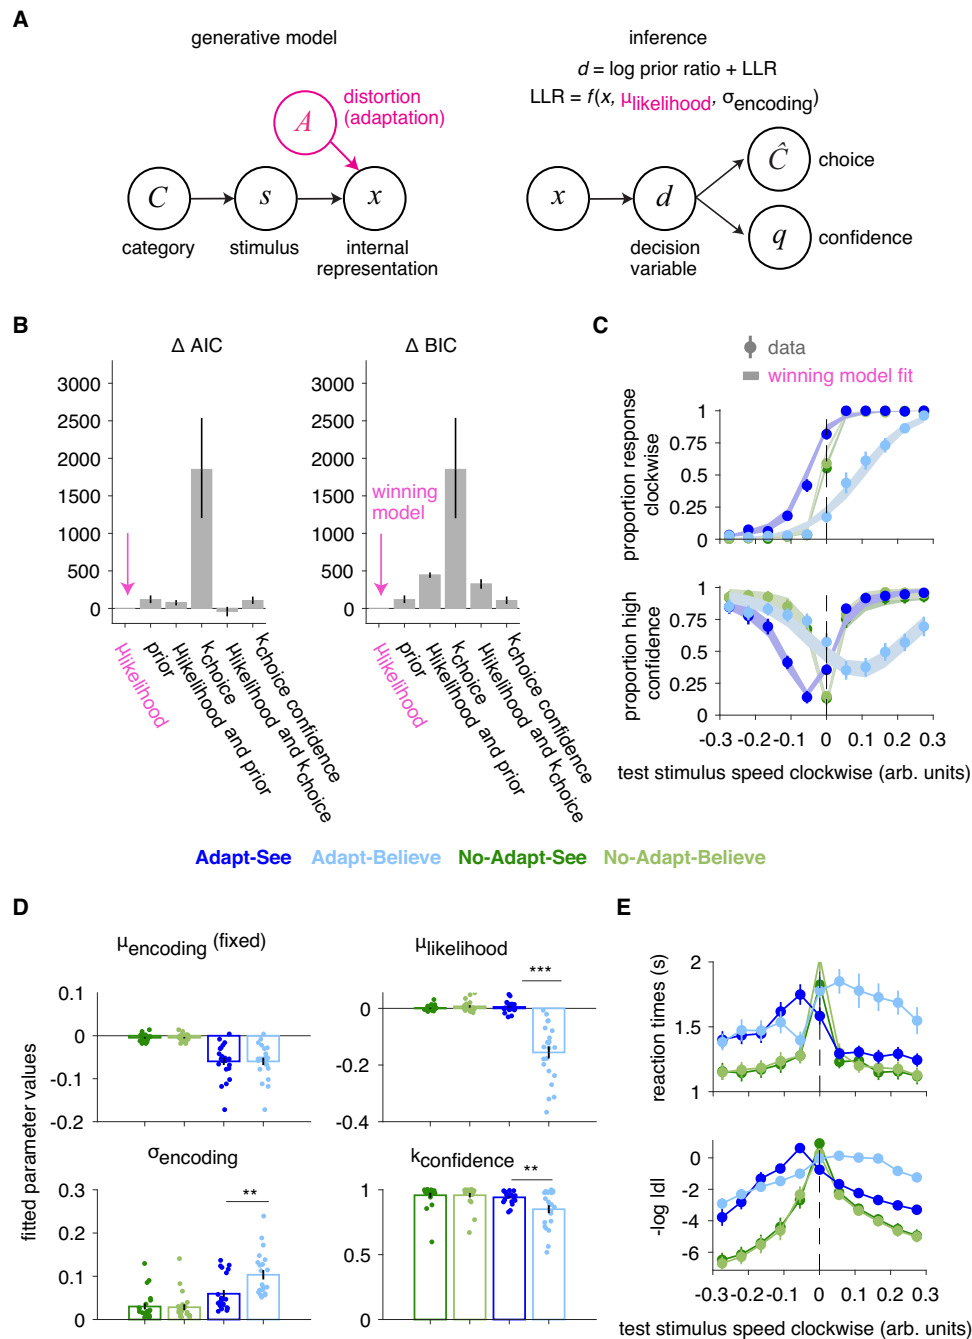 A
generative model
inference
d = log prior ratio + LLR
LLR = f(x, μlikelihood, σencoding)
distortion
(adaptation)
A
C
s
x
category
stimulus
internal
representation
x
d
Ĉ
q
decision
variable
choice
confidence
B
Δ AIC
3000
2500
2000
1500
1000
500
0
μlikelihood
prior
μlikelihood and prior
kchoice
μlikelihood and kchoice
kchoice confidence
Δ BIC
3000
2500
2000
1500
1000
500
0
winning
model
μlikelihood
prior
μlikelihood and prior
kchoice
μlikelihood and kchoice
kchoice confidence
C
data
winning model fit
proportion response
clockwise
1
0.75
0.5
0.25
0
proportion high
confidence
1
0.75
0.5
0.25
0
-0.3 -0.2 -0.1 0 0.1 0.2 0.3
test stimulus speed clockwise (arb. units)
Adapt-See Adapt-Believe No-Adapt-See No-Adapt-Believe
D
fitted parameter values
μencoding (fixed)
0.1
0
-0.1
-0.2
μlikelihood
***
0
-0.2
-0.4
σencoding
**
0.3
0.2
0.1
0
kconfidence
**
1
0.5
0
E
reaction times (s)
2
1.5
1
-log |d|
0
-2
-4
-6
-0.3 -0.2 -0.1 0 0.1 0.2 0.3
test stimulus speed clockwise (arb. units)